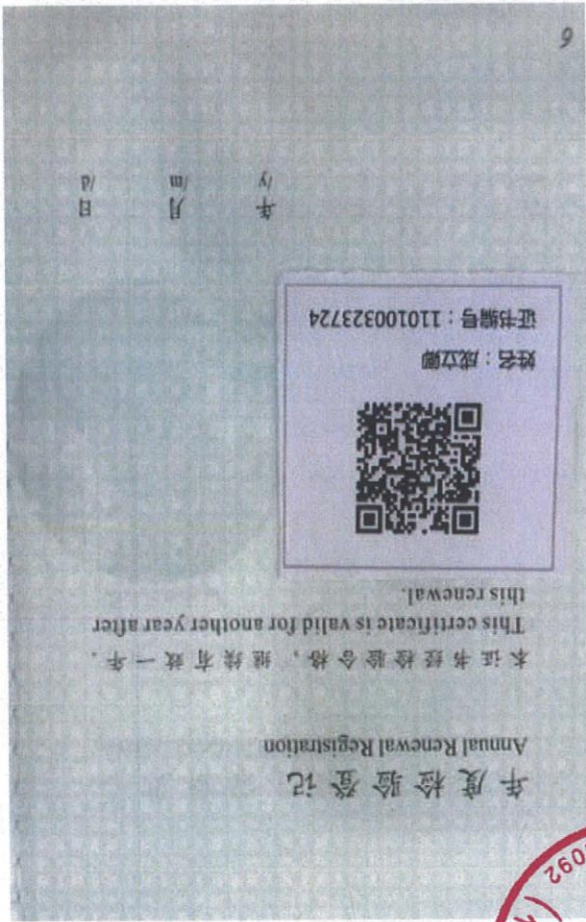 年度检验登记
Annual Renewal Registration
本证书经检验合格，继续有效一年。
This certificate is valid for another year after
this renewal.
姓名：成立卿
证书编号：110100323724
年 月 日
/y /m /d
6